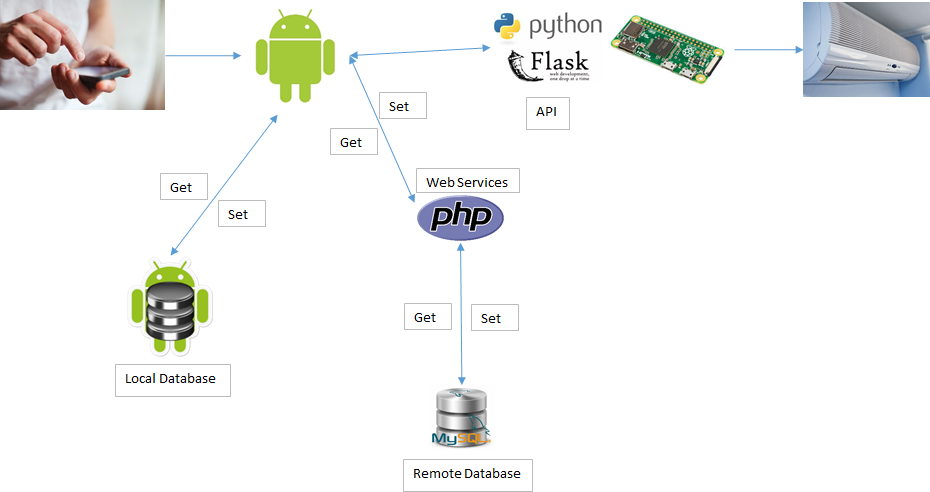 python
Flask
web development,
one drop at a time
API
Set
Get
Web Services
php
Get
Set
Get
Set
Local Database
MySQL
Remote Database